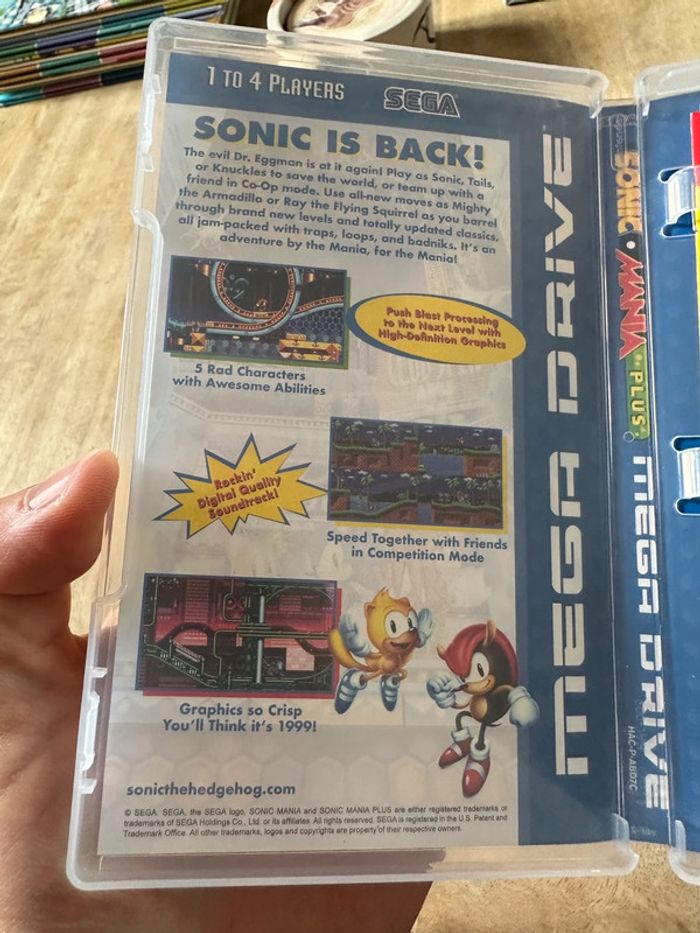 1 TO 4 PLAYERS
SEGA
SONIC IS BACK!
The evil Dr. Eggman is at it again! Play as Sonic, Tails,
or Knuckles to save the world, or team up with a
friend in Co-Op mode. Use all-new moves as Mighty
the Armadillo or Ray the Flying Squirrel as you barrel
through brand new levels and totally updated classics,
all jam-packed with traps, loops, and badniks. It's an
adventure by the Mania, for the Mania!
Push Blast Processing
to the Next Level with
High-Definition Graphics
5 Rad Characters
with Awesome Abilities
Rockin'
Digital Quality
Soundtrack!
Speed Together with Friends
in Competition Mode
Graphics so Crisp
You'll Think it's 1999!
sonicthehedgehog.com
© SEGA. SEGA, the SEGA logo, SONIC MANIA and SONIC MANIA PLUS are either registered trademarks or
trademarks of SEGA Holdings Co., Ltd. or its affiliates. All rights reserved. SEGA is registered in the U.S. Patent and
Trademark Office. All other trademarks, logos and copyrights are property of their respective owners.
MEGA DRIVE
SONIC MANIA PLUS
MEGA DRIVE
HAC-P-ABD7C